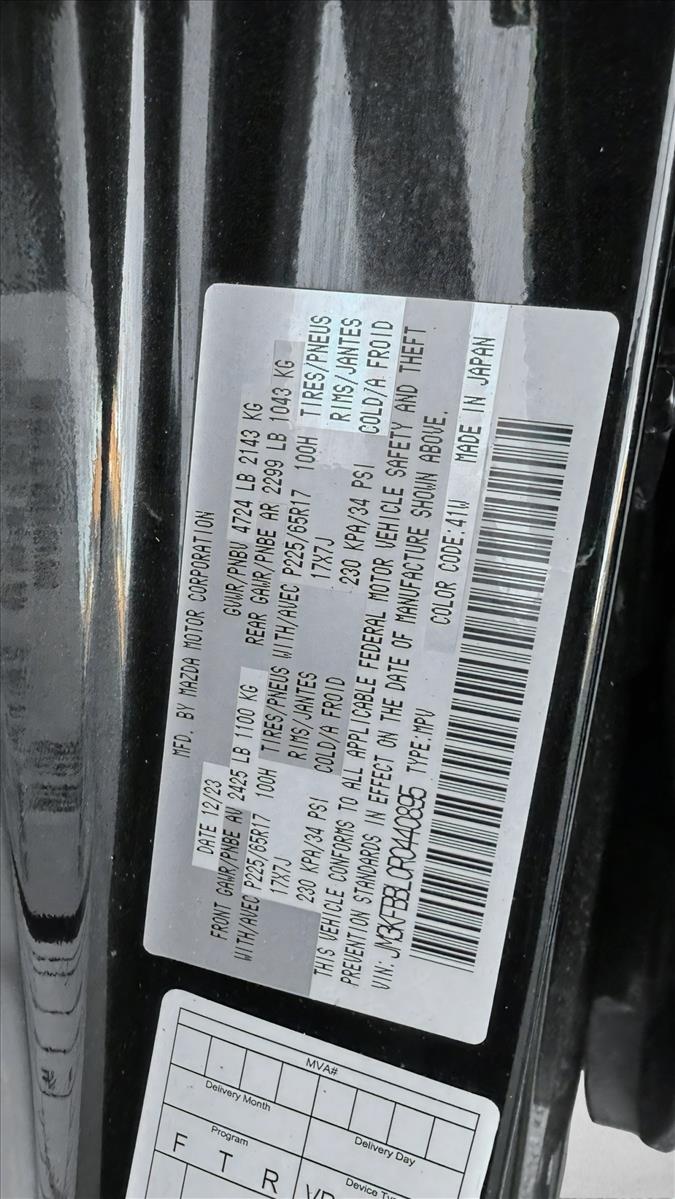 MFD. BY MAZDA MOTOR CORPORATION
DATE 12/23 GVWR/PNBV 4724 LB 2143 KG
FRONT GAWR/PNBE AV 2425 LB 1100 KG REAR GAWR/PNBE AR 2299 LB 1043 KG
WITH/AVEC P225/65R17 100H TIRES/PNEUS WITH/AVEC P225/65R17 100H TIRES/PNEUS
17X7J RIMS/JANTES 17X7J RIMS/JANTES
230 KPA/34 PSI COLD/A FROID 230 KPA/34 PSI COLD/A FROID
THIS VEHICLE CONFORMS TO ALL APPLICABLE FEDERAL MOTOR VEHICLE SAFETY AND THEFT
PREVENTION STANDARDS IN EFFECT ON THE DATE OF MANUFACTURE SHOWN ABOVE.
VIN: JM3KFBBL0R0440895 TYPE:MPV COLOR CODE:41W MADE IN JAPAN
MVA#
Delivery Month Delivery Day
Program Device Ty
F T R VR